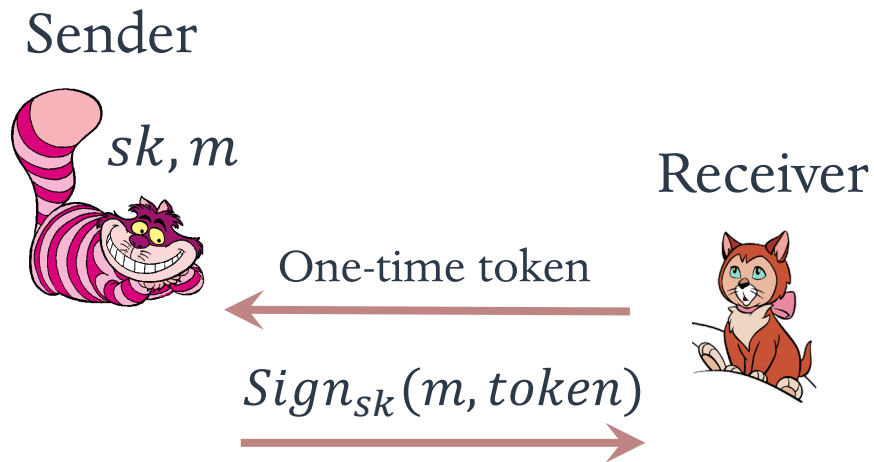 Sender
sk, m
Receiver
One-time token
Sign_sk(m, token)